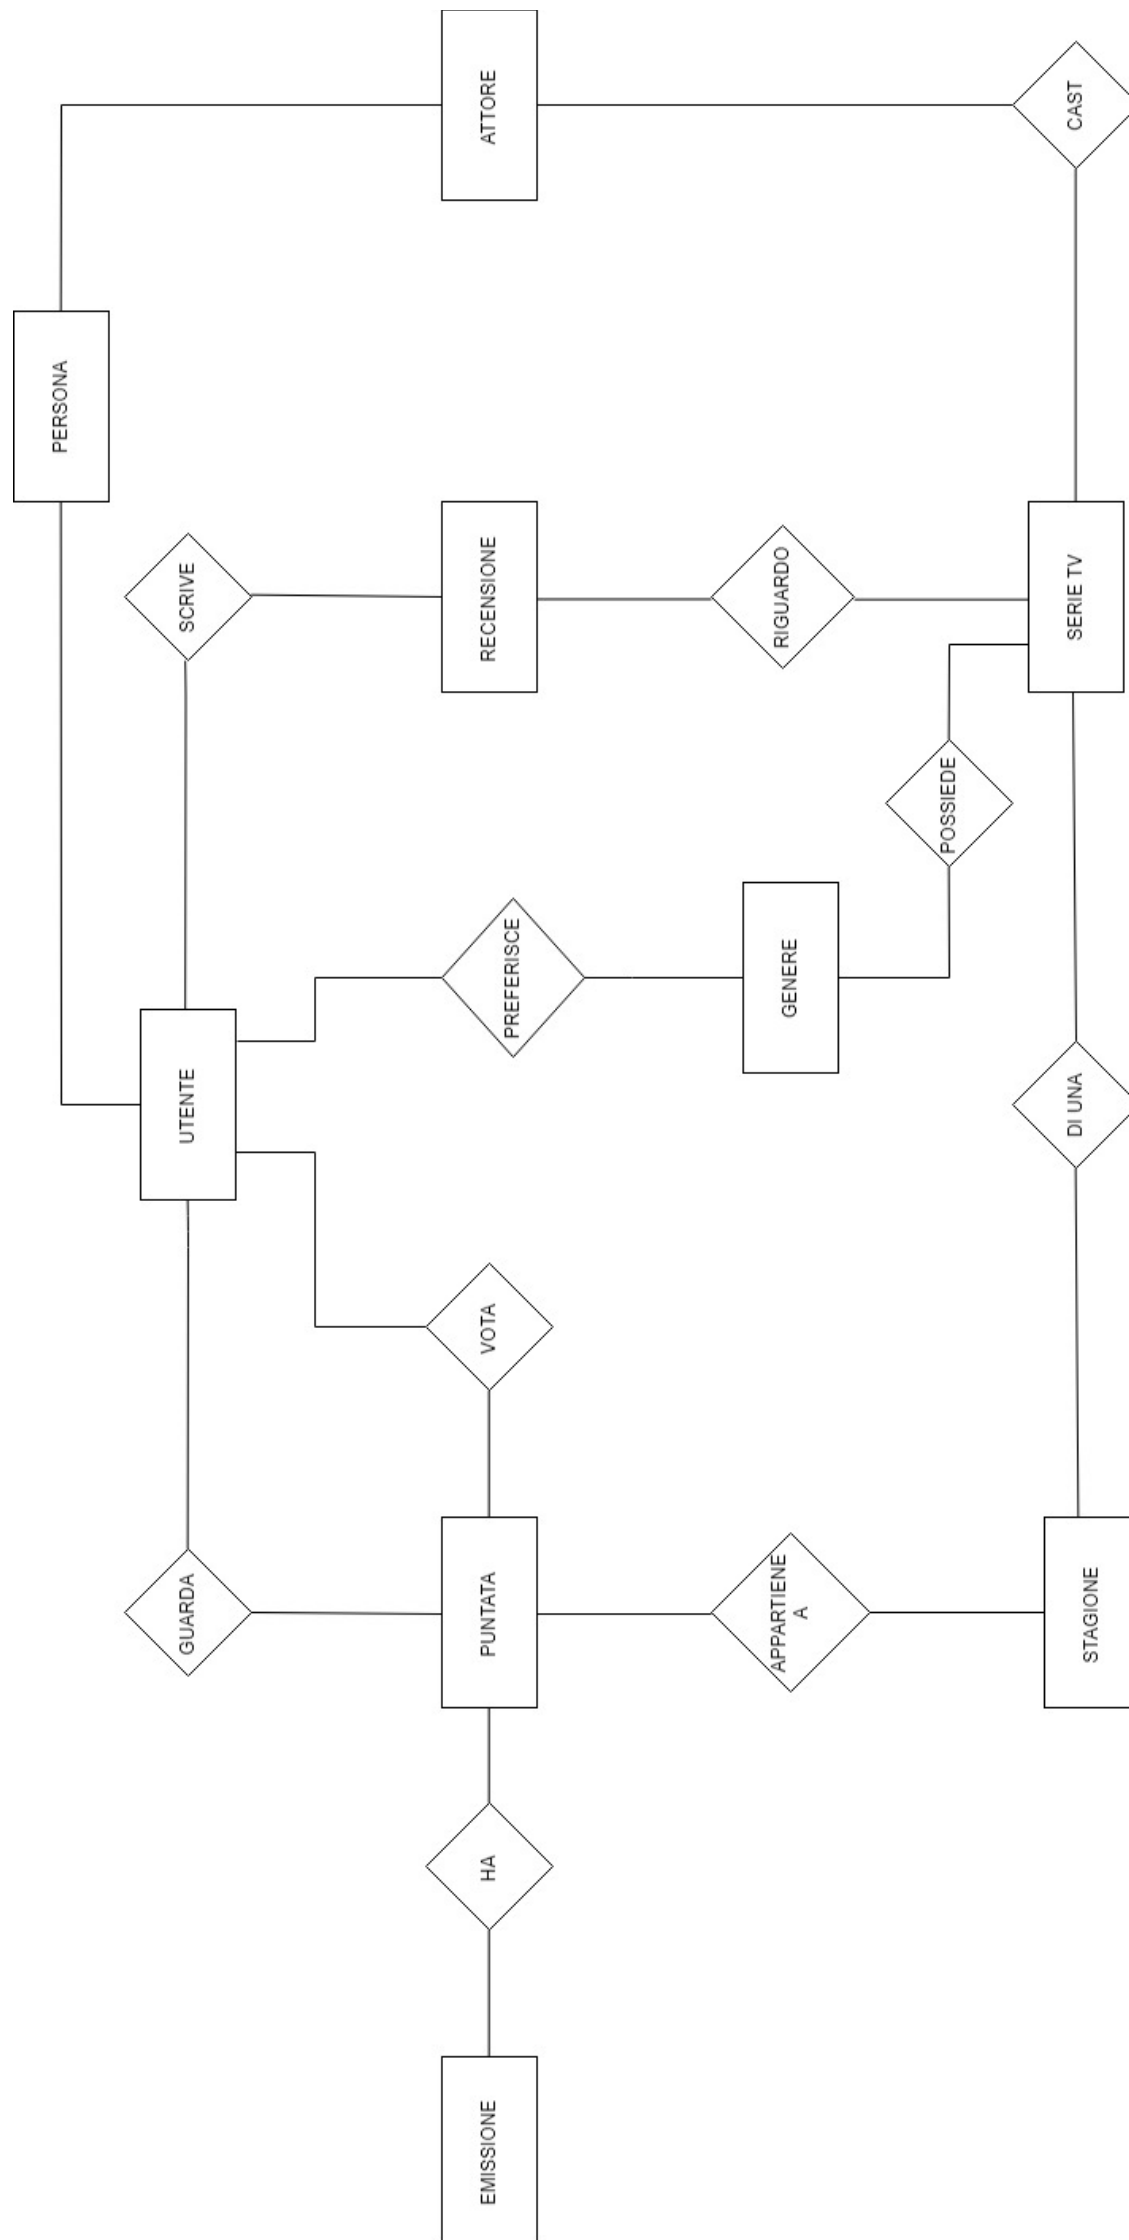 PERSONA
GUARDA
UTENTE
SCRIVE
EMISSIONE
HA
PUNTATA
VOTA
PREFERISCE
RECENSIONE
ATTORE
APPARTIENE
A
GENERE
RIGUARDO
POSSIEDE
STAGIONE
DI UNA
SERIE TV
CAST